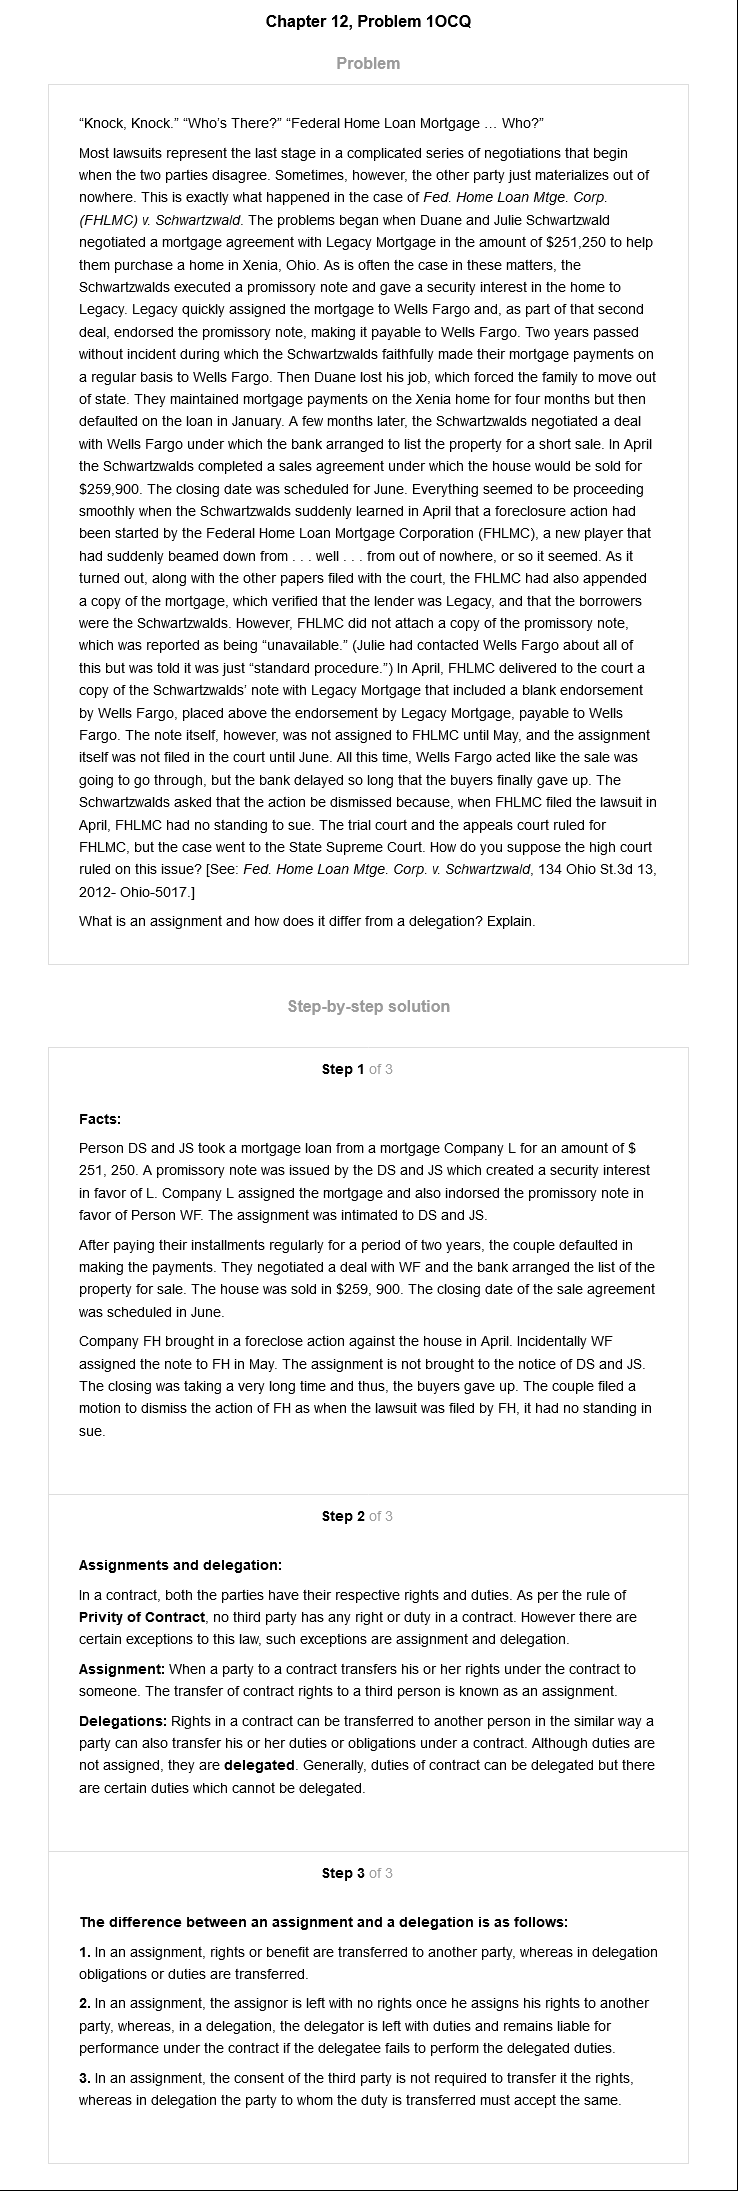 Chapter 12, Problem 1OCQ
Problem
“Knock, Knock.” “Who’s There?” “Federal Home Loan Mortgage … Who?”
Most lawsuits represent the last stage in a complicated series of negotiations that begin
when the two parties disagree. Sometimes, however, the other party just materializes out of
nowhere. This is exactly what happened in the case of Fed. Home Loan Mtge. Corp.
(FHLMC) v. Schwartzwald. The problems began when Duane and Julie Schwartzwald
negotiated a mortgage agreement with Legacy Mortgage in the amount of $251,250 to help
them purchase a home in Xenia, Ohio. As is often the case in these matters, the
Schwartzwalds executed a promissory note and gave a security interest in the home to
Legacy. Legacy quickly assigned the mortgage to Wells Fargo and, as part of that second
deal, endorsed the promissory note, making it payable to Wells Fargo. Two years passed
without incident during which the Schwartzwalds faithfully made their mortgage payments on
a regular basis to Wells Fargo. Then Duane lost his job, which forced the family to move out
of state. They maintained mortgage payments on the Xenia home for four months but then
defaulted on the loan in January. A few months later, the Schwartzwalds negotiated a deal
with Wells Fargo under which the bank arranged to list the property for a short sale. In April
the Schwartzwalds completed a sales agreement under which the house would be sold for
$259,900. The closing date was scheduled for June. Everything seemed to be proceeding
smoothly when the Schwartzwalds suddenly learned in April that a foreclosure action had
been started by the Federal Home Loan Mortgage Corporation (FHLMC), a new player that
had suddenly beamed down from . . . well . . . from out of nowhere, or so it seemed. As it
turned out, along with the other papers filed with the court, the FHLMC had also appended
a copy of the mortgage, which verified that the lender was Legacy, and that the borrowers
were the Schwartzwalds. However, FHLMC did not attach a copy of the promissory note,
which was reported as being “unavailable.” (Julie had contacted Wells Fargo about all of
this but was told it was just “standard procedure.”) In April, FHLMC delivered to the court a
copy of the Schwartzwalds’ note with Legacy Mortgage that included a blank endorsement
by Wells Fargo, placed above the endorsement by Legacy Mortgage, payable to Wells
Fargo. The note itself, however, was not assigned to FHLMC until May, and the assignment
itself was not filed in the court until June. All this time, Wells Fargo acted like the sale was
going to go through, but the bank delayed so long that the buyers finally gave up. The
Schwartzwalds asked that the action be dismissed because, when FHLMC filed the lawsuit in
April, FHLMC had no standing to sue. The trial court and the appeals court ruled for
FHLMC, but the case went to the State Supreme Court. How do you suppose the high court
ruled on this issue? [See: Fed. Home Loan Mtge. Corp. v. Schwartzwald, 134 Ohio St.3d 13,
2012- Ohio-5017.]
What is an assignment and how does it differ from a delegation? Explain.
Step-by-step solution
Step 1 of 3
Facts:
Person DS and JS took a mortgage loan from a mortgage Company L for an amount of $
251, 250. A promissory note was issued by the DS and JS which created a security interest
in favor of L. Company L assigned the mortgage and also indorsed the promissory note in
favor of Person WF. The assignment was intimated to DS and JS.
After paying their installments regularly for a period of two years, the couple defaulted in
making the payments. They negotiated a deal with WF and the bank arranged the list of the
property for sale. The house was sold in $259, 900. The closing date of the sale agreement
was scheduled in June.
Company FH brought in a foreclose action against the house in April. Incidentally WF
assigned the note to FH in May. The assignment is not brought to the notice of DS and JS.
The closing was taking a very long time and thus, the buyers gave up. The couple filed a
motion to dismiss the action of FH as when the lawsuit was filed by FH, it had no standing in
sue.
Step 2 of 3
Assignments and delegation:
In a contract, both the parties have their respective rights and duties. As per the rule of
Privity of Contract, no third party has any right or duty in a contract. However there are
certain exceptions to this law, such exceptions are assignment and delegation.
Assignment: When a party to a contract transfers his or her rights under the contract to
someone. The transfer of contract rights to a third person is known as an assignment.
Delegations: Rights in a contract can be transferred to another person in the similar way a
party can also transfer his or her duties or obligations under a contract. Although duties are
not assigned, they are delegated. Generally, duties of contract can be delegated but there
are certain duties which cannot be delegated.
Step 3 of 3
The difference between an assignment and a delegation is as follows:
1. In an assignment, rights or benefit are transferred to another party, whereas in delegation
obligations or duties are transferred.
2. In an assignment, the assignor is left with no rights once he assigns his rights to another
party, whereas, in a delegation, the delegator is left with duties and remains liable for
performance under the contract if the delegatee fails to perform the delegated duties.
3. In an assignment, the consent of the third party is not required to transfer it the rights,
whereas in delegation the party to whom the duty is transferred must accept the same.